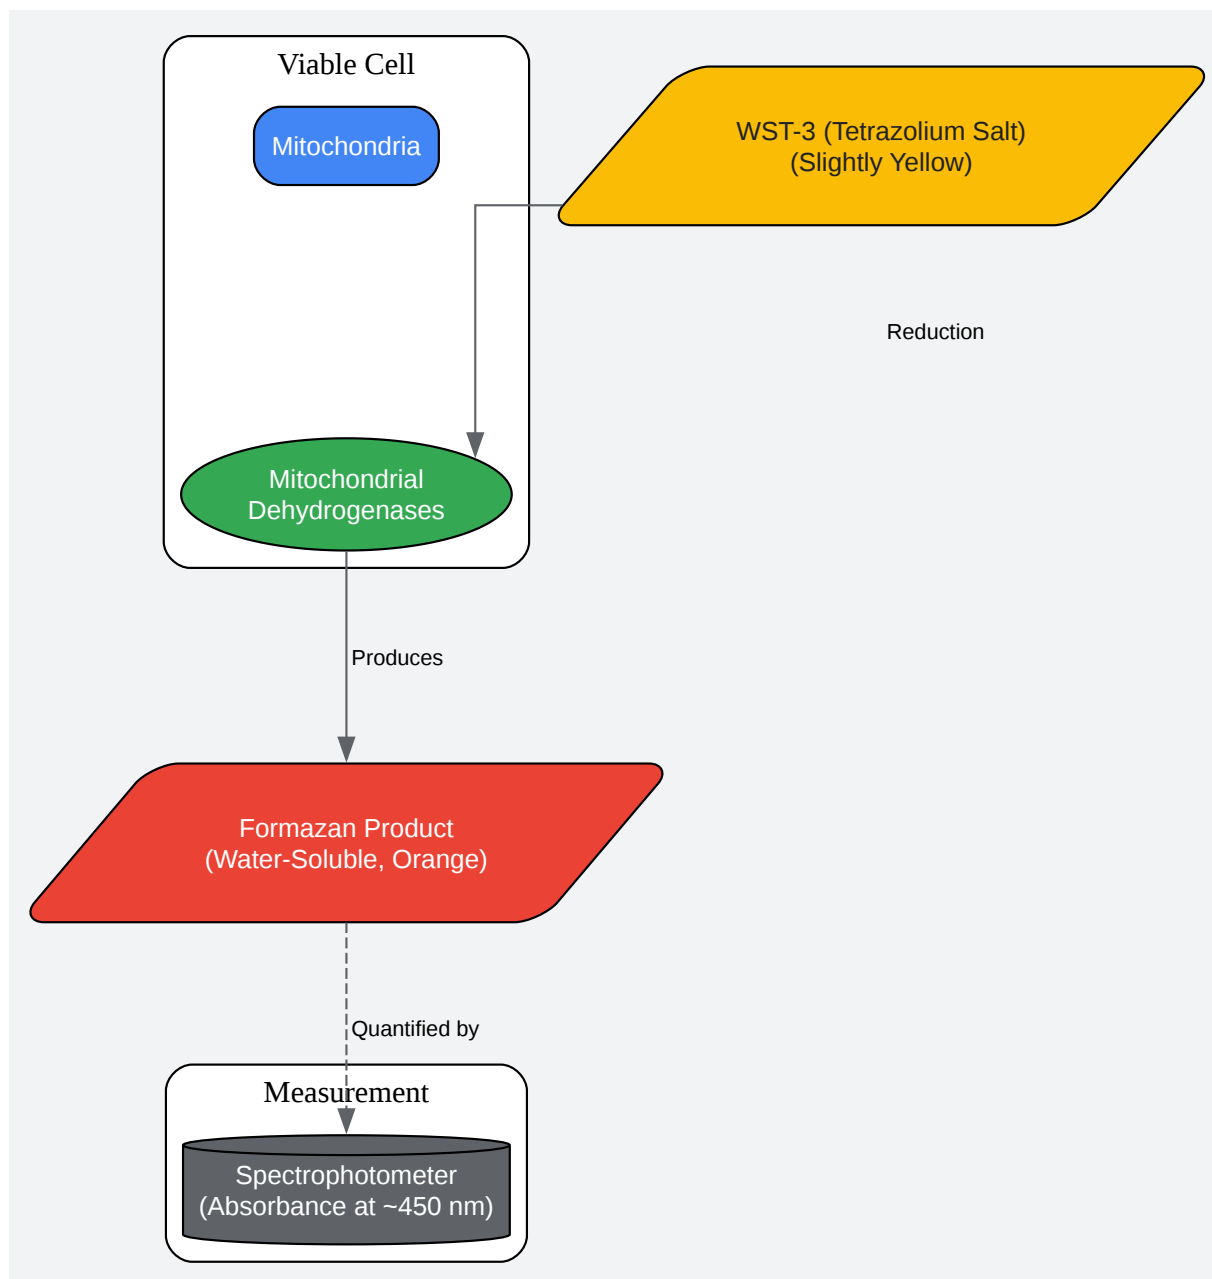 Viable Cell
Mitochondria
WST-3 (Tetrazolium Salt)
(Slightly Yellow)
Reduction
Mitochondrial
Dehydrogenases
Produces
Formazan Product
(Water-Soluble, Orange)
Quantified by
Measurement
Spectrophotometer
(Absorbance at ~450 nm)